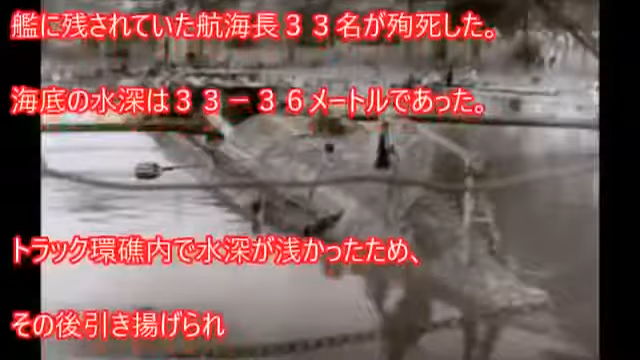 艦に残されていた航海長３３名が殉死した。
海底の水深は３３－３６メートルであった。
トラック環礁内で水深が浅かったため、
その後引き揚げられ